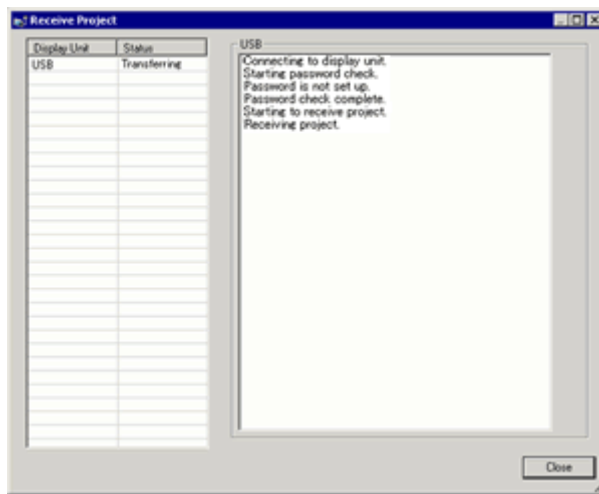 Receive Project
Display Unit Status
USB Transferring
USB
Connecting to display unit.
Starting password check.
Password is not set up.
Password check complete.
Starting to receive project.
Receiving project.
Close